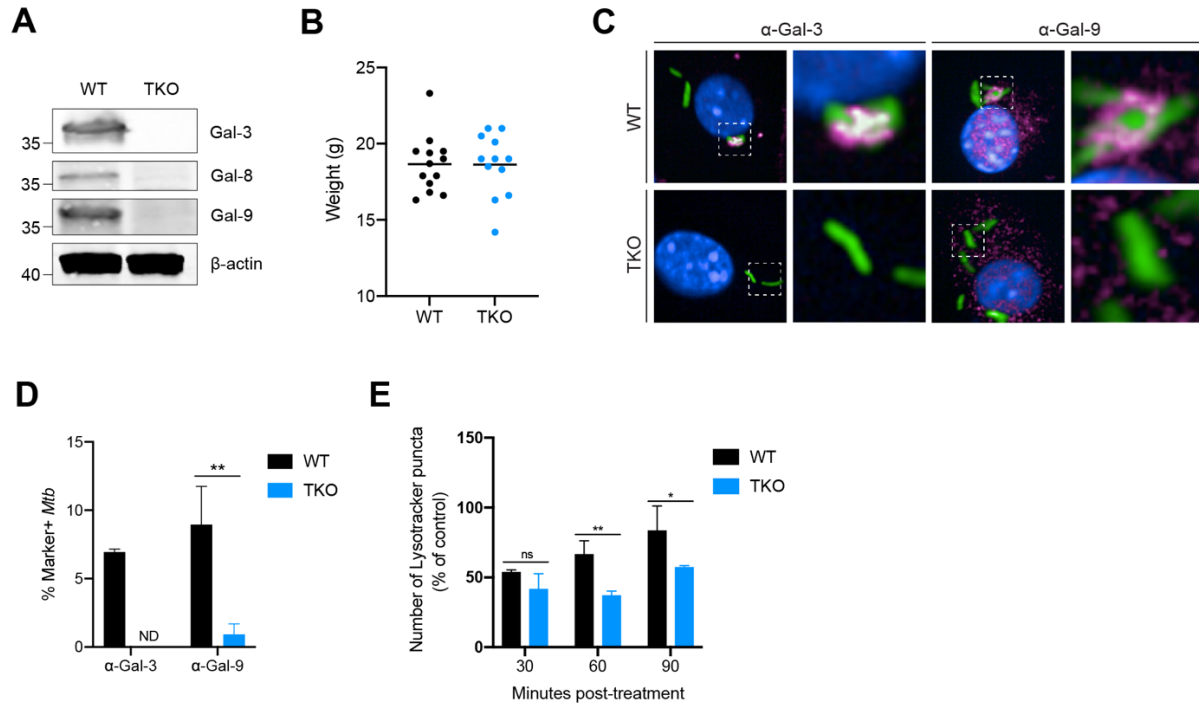 A
WT TKO
35 Gal-3
35 Gal-8
35 Gal-9
40 β-actin
B
Weight (g)
25
20
15
10
WT TKO
C
α-Gal-3 α-Gal-9
WT
TKO
D
% Marker+ Mtb
15
10
5
0
**
ND
α-Gal-3 α-Gal-9
WT
TKO
E
Number of Lysotracker puncta
(% of control)
150
100
50
0
ns
**
*
30 60 90
Minutes post-treatment
WT
TKO